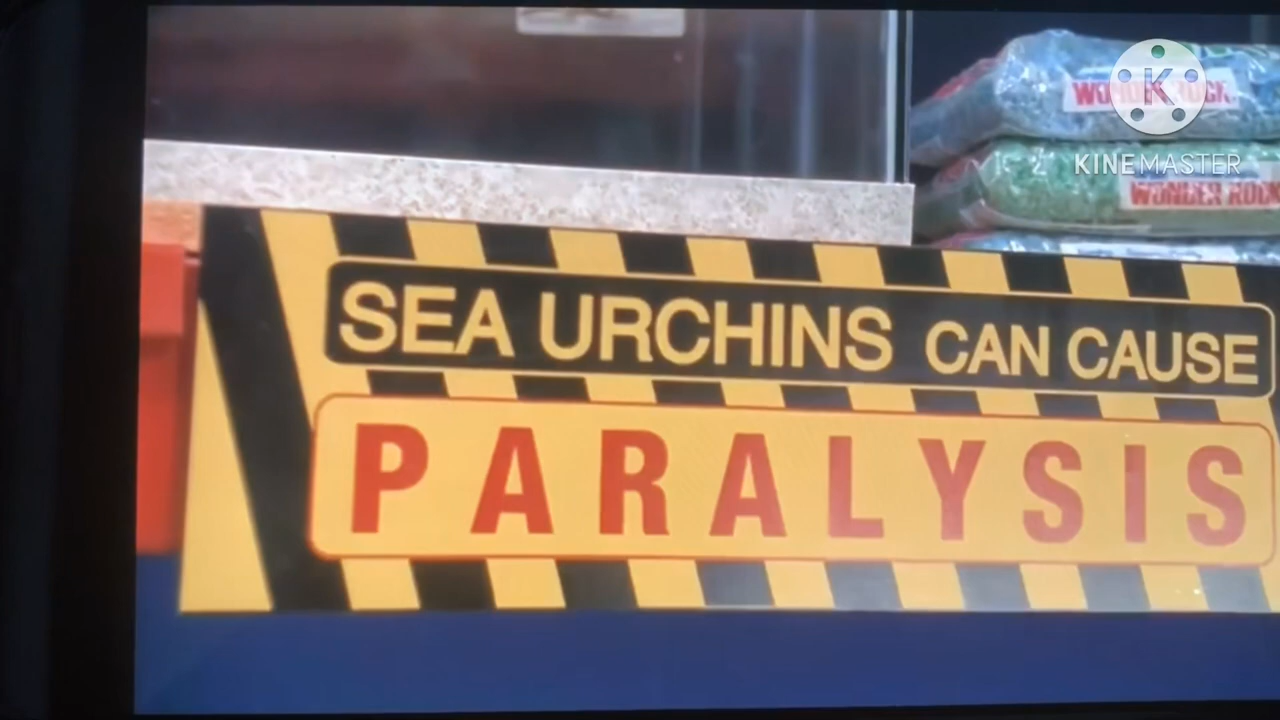 WONDER ROCK.
KINEMASTER
WONDER ROCK
SEA URCHINS CAN CAUSE
PARALYSIS